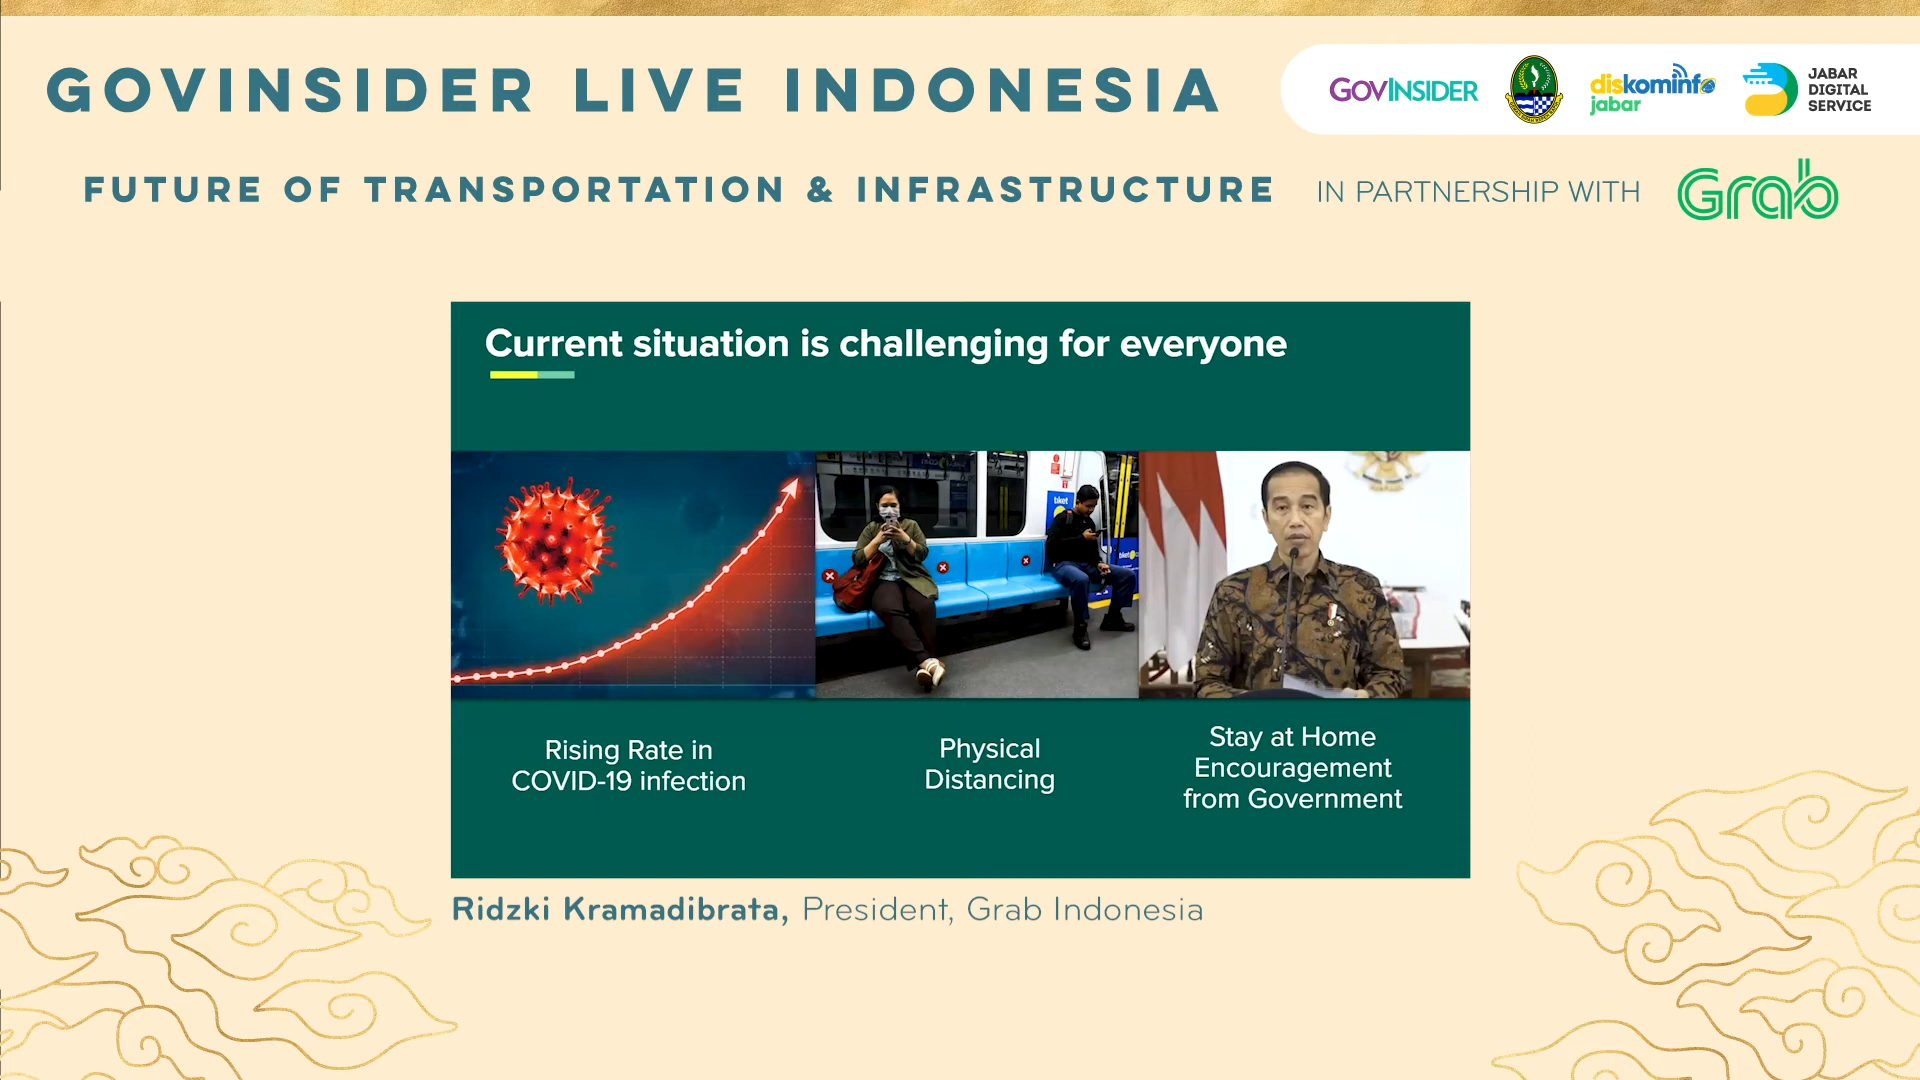 GOVINSIDER LIVE INDONESIA
GOVINSIDER
diskominfo
jabar
JABAR
DIGITAL
SERVICE
FUTURE OF TRANSPORTATION & INFRASTRUCTURE IN PARTNERSHIP WITH Grab
Current situation is challenging for everyone
tiket
tiket
Rising Rate in
COVID-19 infection
Physical
Distancing
Stay at Home
Encouragement
from Government
Ridzki Kramadibrata, President, Grab Indonesia